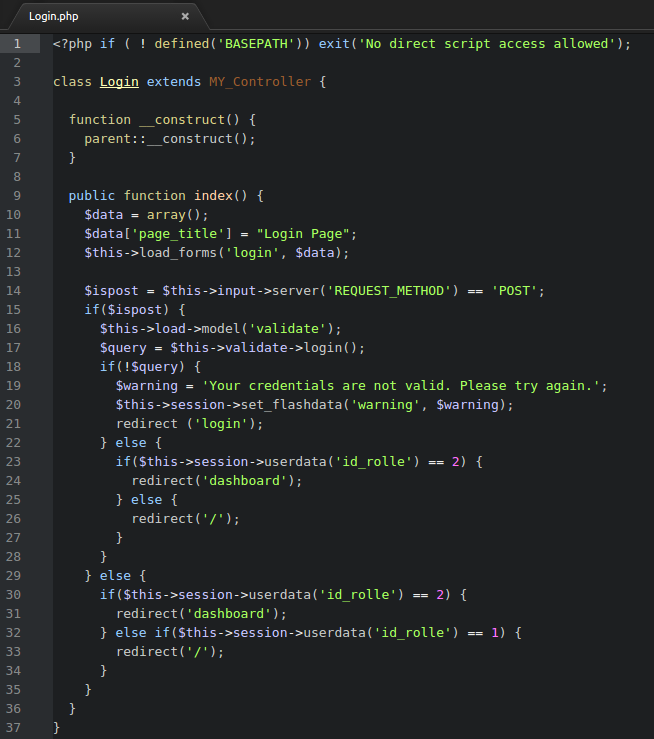 Login.php ×
1 <?php if ( ! defined('BASEPATH')) exit('No direct script access allowed');
2
3 class Login extends MY_Controller {
4
5   function __construct() {
6     parent::__construct();
7   }
8
9   public function index() {
10     $data = array();
11     $data['page_title'] = "Login Page";
12     $this->load_forms('login', $data);
13
14     $ispost = $this->input->server('REQUEST_METHOD') == 'POST';
15     if($ispost) {
16       $this->load->model('validate');
17       $query = $this->validate->login();
18       if(!$query) {
19         $warning = 'Your credentials are not valid. Please try again.';
20         $this->session->set_flashdata('warning', $warning);
21         redirect ('login');
22       } else {
23         if($this->session->userdata('id_rolle') == 2) {
24           redirect('dashboard');
25         } else {
26           redirect('/');
27         }
28       }
29     } else {
30       if($this->session->userdata('id_rolle') == 2) {
31         redirect('dashboard');
32       } else if($this->session->userdata('id_rolle') == 1) {
33         redirect('/');
34       }
35     }
36   }
37 }